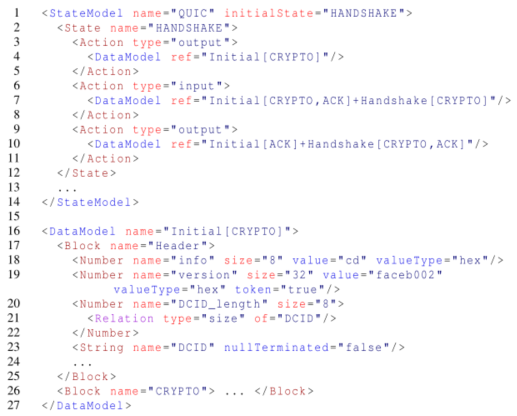 1 <StateModel name="QUIC" initialState="HANDSHAKE">
2 <State name="HANDSHAKE">
3 <Action type="output">
4 <DataModel ref="Initial[CRYPTO]"/>
5 </Action>
6 <Action type="input">
7 <DataModel ref="Initial[CRYPTO,ACK]+Handshake[CRYPTO]"/>
8 </Action>
9 <Action type="output">
10 <DataModel ref="Initial[ACK]+Handshake[CRYPTO,ACK]"/>
11 </Action>
12 </State>
13 ...
14 </StateModel>
15
16 <DataModel name="Initial[CRYPTO]">
17 <Block name="Header">
18 <Number name="info" size="8" value="cd" valueType="hex"/>
19 <Number name="version" size="32" value="faceb002"
valueType="hex" token="true"/>
20 <Number name="DCID_length" size="8">
21 <Relation type="size" of="DCID"/>
22 </Number>
23 <String name="DCID" nullTerminated="false"/>
24 ...
25 </Block>
26 <Block name="CRYPTO"> ... </Block>
27 </DataModel>